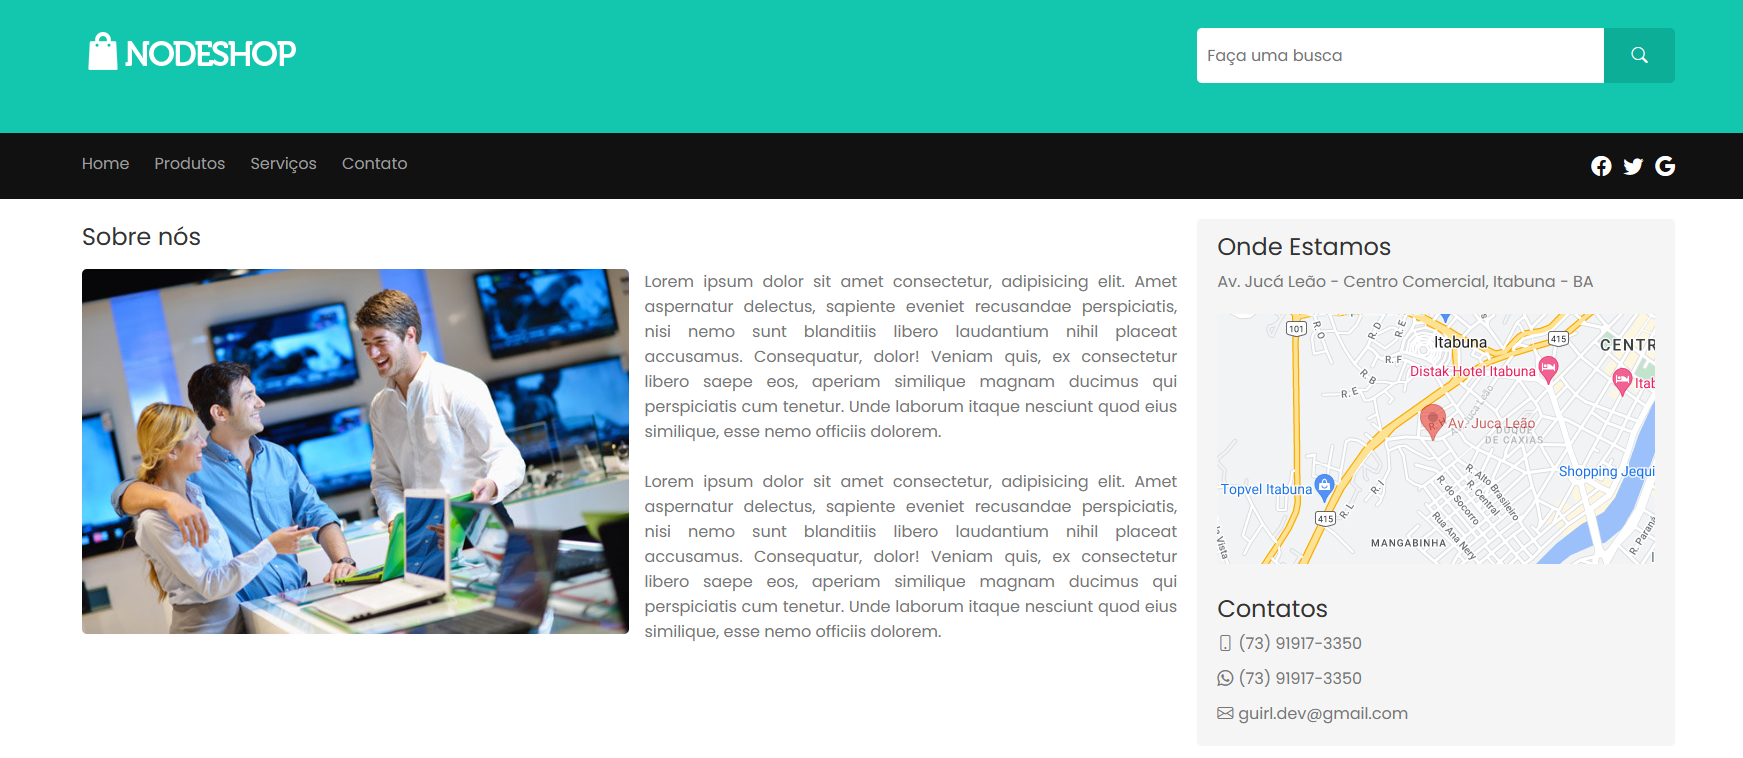 NODESHOP
Faça uma busca
Home Produtos Serviços Contato
Sobre nós
Lorem ipsum dolor sit amet consectetur, adipisicing elit. Amet
aspernatur delectus, sapiente eveniet recusandae perspiciatis,
nisi nemo sunt blanditiis libero laudantium nihil placeat
accusamus. Consequatur, dolor! Veniam quis, ex consectetur
libero saepe eos, aperiam similique magnam ducimus qui
perspiciatis cum tenetur. Unde laborum itaque nesciunt quod eius
similique, esse nemo officiis dolorem.
Lorem ipsum dolor sit amet consectetur, adipisicing elit. Amet
aspernatur delectus, sapiente eveniet recusandae perspiciatis,
nisi nemo sunt blanditiis libero laudantium nihil placeat
accusamus. Consequatur, dolor! Veniam quis, ex consectetur
libero saepe eos, aperiam similique magnam ducimus qui
perspiciatis cum tenetur. Unde laborum itaque nesciunt quod eius
similique, esse nemo officiis dolorem.
Onde Estamos
Av. Jucá Leão - Centro Comercial, Itabuna - BA
101
R. O
R. D
R. E
Itabuna
415
CENTR
R. F
Distak Hotel Itabuna
R. B
Itab
R. E
Av. Juca Leão
DUQUE
DE CAXIAS
Shopping Jequi
Topvel Itabuna
R. J
R. Alto Brasileiro
R. Central
R. do Socorro
R. L
415
Rua Ana Nery
a Vista
MANGABINHA
R. Paraná
Contatos
(73) 91917-3350
(73) 91917-3350
guirl.dev@gmail.com